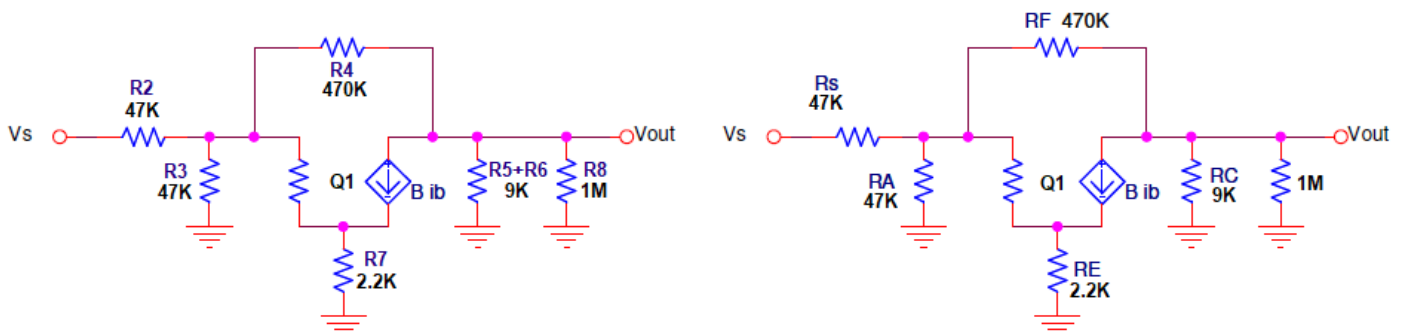 R4
470K
R2
47K
Vs
R3
47K
Q1
B ib
R5+R6
9K
R8
1M
Vout
R7
2.2K
RF 470K
Rs
47K
Vs
RA
47K
Q1
B ib
RC
9K
1M
Vout
RE
2.2K